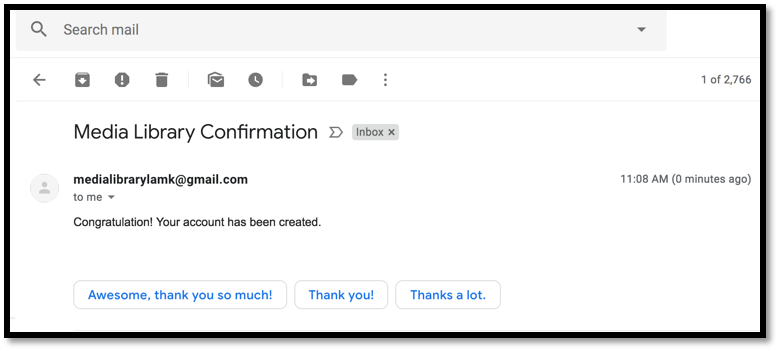 Search mail
1 of 2,766
Media Library Confirmation Inbox ×
medialibrarylamk@gmail.com 11:08 AM (0 minutes ago)
to me
Congratulation! Your account has been created.
Awesome, thank you so much! Thank you! Thanks a lot.